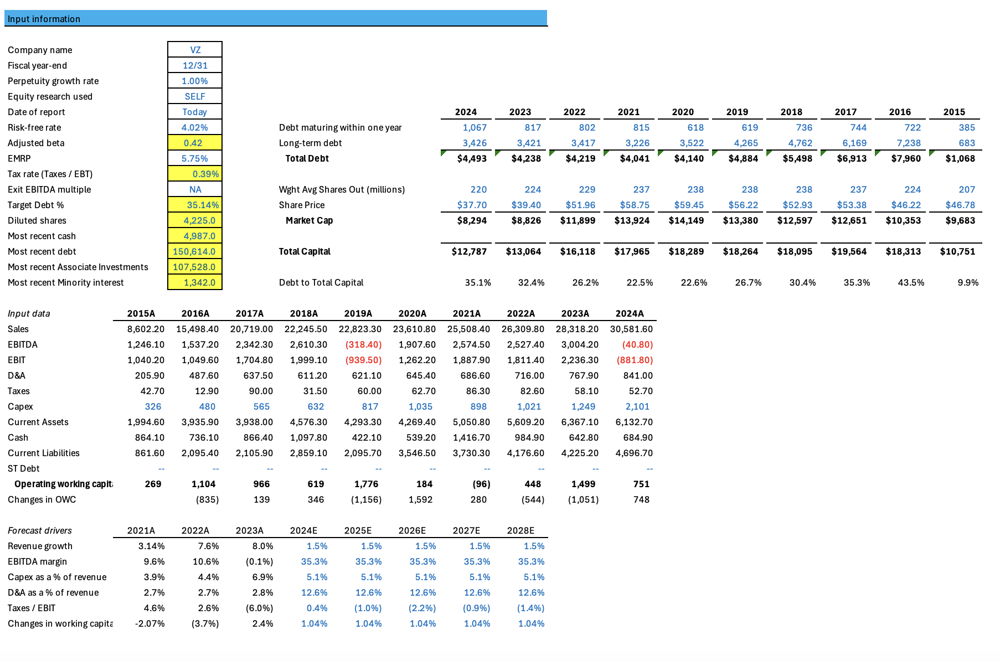 Input information
Company name VZ
Fiscal year-end 12/31
Perpetuity growth rate 1.00%
Equity research used SELF
Date of report Today 2024 2023 2022 2021 2020 2019 2018 2017 2016 2015
Risk-free rate 4.02% Debt maturing within one year 1,067 817 802 815 618 619 736 744 722 385
Adjusted beta 0.42 Long-term debt 3,426 3,421 3,417 3,226 3,522 4,265 4,762 6,169 7,238 683
EMRP 5.75% Total Debt $4,493 $4,238 $4,219 $4,041 $4,140 $4,884 $5,498 $6,913 $7,960 $1,068
Tax rate (Taxes / EBT) 0.39%
Exit EBITDA multiple NA Wght Avg Shares Out (millions) 220 224 229 237 238 238 238 237 224 207
Target Debt % 35.14% Share Price $37.70 $39.40 $51.96 $58.75 $59.45 $56.22 $52.93 $53.38 $46.22 $46.78
Diluted shares 4,225.0 Market Cap $8,294 $8,826 $11,899 $13,924 $14,149 $13,380 $12,597 $12,651 $10,353 $9,683
Most recent cash 4,987.0
Most recent debt 150,614.0 Total Capital $12,787 $13,064 $16,118 $17,965 $18,289 $18,264 $18,095 $19,564 $18,313 $10,751
Most recent Associate Investments 107,528.0
Most recent Minority interest 1,342.0 Debt to Total Capital 35.1% 32.4% 26.2% 22.5% 22.6% 26.7% 30.4% 35.3% 43.5% 9.9%
Input data 2015A 2016A 2017A 2018A 2019A 2020A 2021A 2022A 2023A 2024A
Sales 8,602.20 15,498.40 20,719.00 22,245.50 22,823.30 23,610.80 25,508.40 26,309.80 28,318.20 30,581.60
EBITDA 1,246.10 1,537.20 2,342.30 2,610.30 (318.40) 1,907.60 2,574.50 2,527.40 3,004.20 (40.80)
EBIT 1,040.20 1,049.60 1,704.80 1,999.10 (939.50) 1,262.20 1,887.90 1,811.40 2,236.30 (881.80)
D&A 205.90 487.60 637.50 611.20 621.10 645.40 686.60 716.00 767.90 841.00
Taxes 42.70 12.90 90.00 31.50 60.00 62.70 86.30 82.60 58.10 52.70
Capex 326 480 565 632 817 1,035 898 1,021 1,249 2,101
Current Assets 1,994.60 3,935.90 3,938.00 4,576.30 4,293.30 4,269.40 5,050.80 5,609.20 6,367.10 6,132.70
Cash 864.10 736.10 866.40 1,097.80 422.10 539.20 1,416.70 984.90 642.80 684.90
Current Liabilities 861.60 2,095.40 2,105.90 2,859.10 2,095.70 3,546.50 3,730.30 4,176.60 4,225.20 4,696.70
ST Debt -- -- -- -- -- -- -- -- -- --
Operating working capit 269 1,104 966 619 1,776 184 (96) 448 1,499 751
Changes in OWC (835) 139 346 (1,156) 1,592 280 (544) (1,051) 748
Forecast drivers 2021A 2022A 2023A 2024E 2025E 2026E 2027E 2028E
Revenue growth 3.14% 7.6% 8.0% 1.5% 1.5% 1.5% 1.5% 1.5%
EBITDA margin 9.6% 10.6% (0.1%) 35.3% 35.3% 35.3% 35.3% 35.3%
Capex as a % of revenue 3.9% 4.4% 6.9% 5.1% 5.1% 5.1% 5.1% 5.1%
D&A as a % of revenue 2.7% 2.7% 2.8% 12.6% 12.6% 12.6% 12.6% 12.6%
Taxes / EBIT 4.6% 2.6% (6.0%) 0.4% (1.0%) (2.2%) (0.9%) (1.4%)
Changes in working capita -2.07% (3.7%) 2.4% 1.04% 1.04% 1.04% 1.04% 1.04%